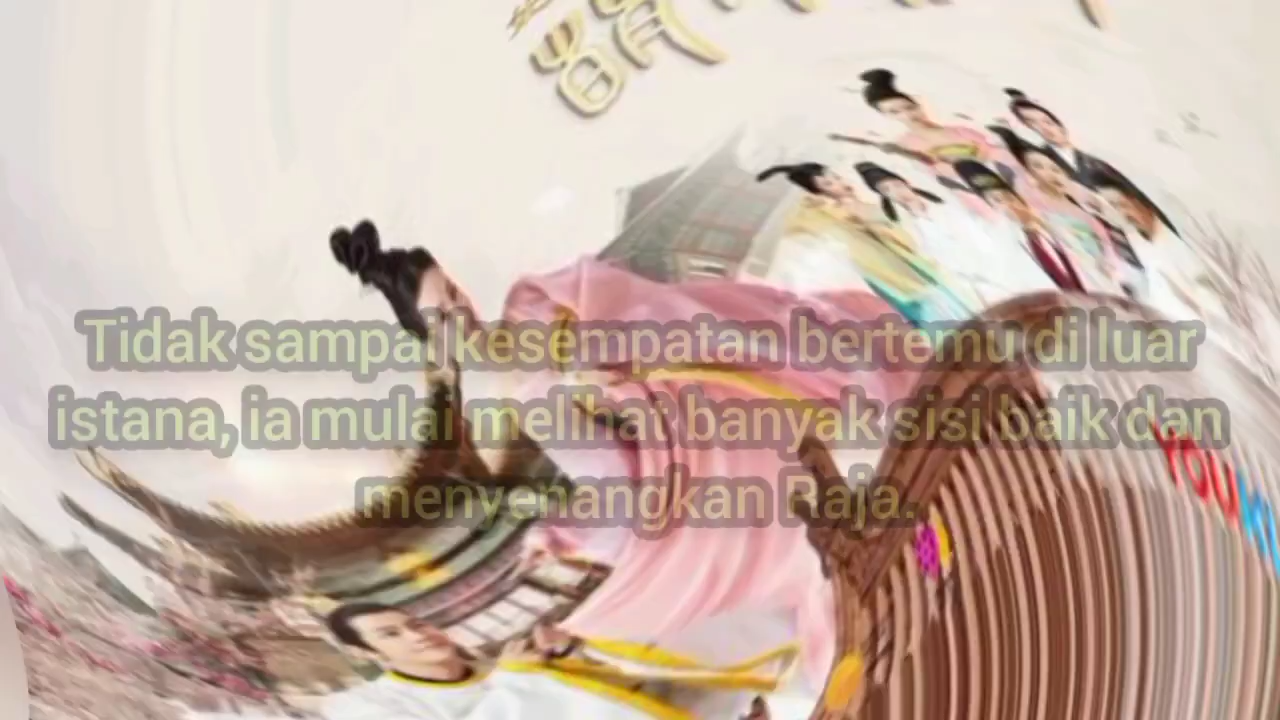 Tidak sampai kesempatan bertemu di luar
istana, ia mulai melihat banyak sisi baik dan
menyenangkan Raja.